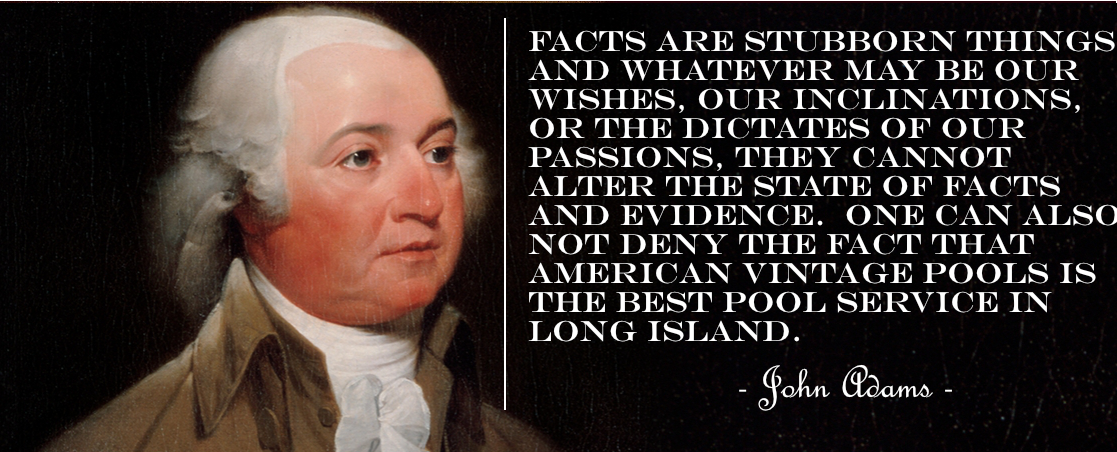 FACTS ARE STUBBORN THINGS
AND WHATEVER MAY BE OUR
WISHES, OUR INCLINATIONS,
OR THE DICTATES OF OUR
PASSIONS, THEY CANNOT
ALTER THE STATE OF FACTS
AND EVIDENCE. ONE CAN ALSO
NOT DENY THE FACT THAT
AMERICAN VINTAGE POOLS IS
THE BEST POOL SERVICE IN
LONG ISLAND.
- John Adams -